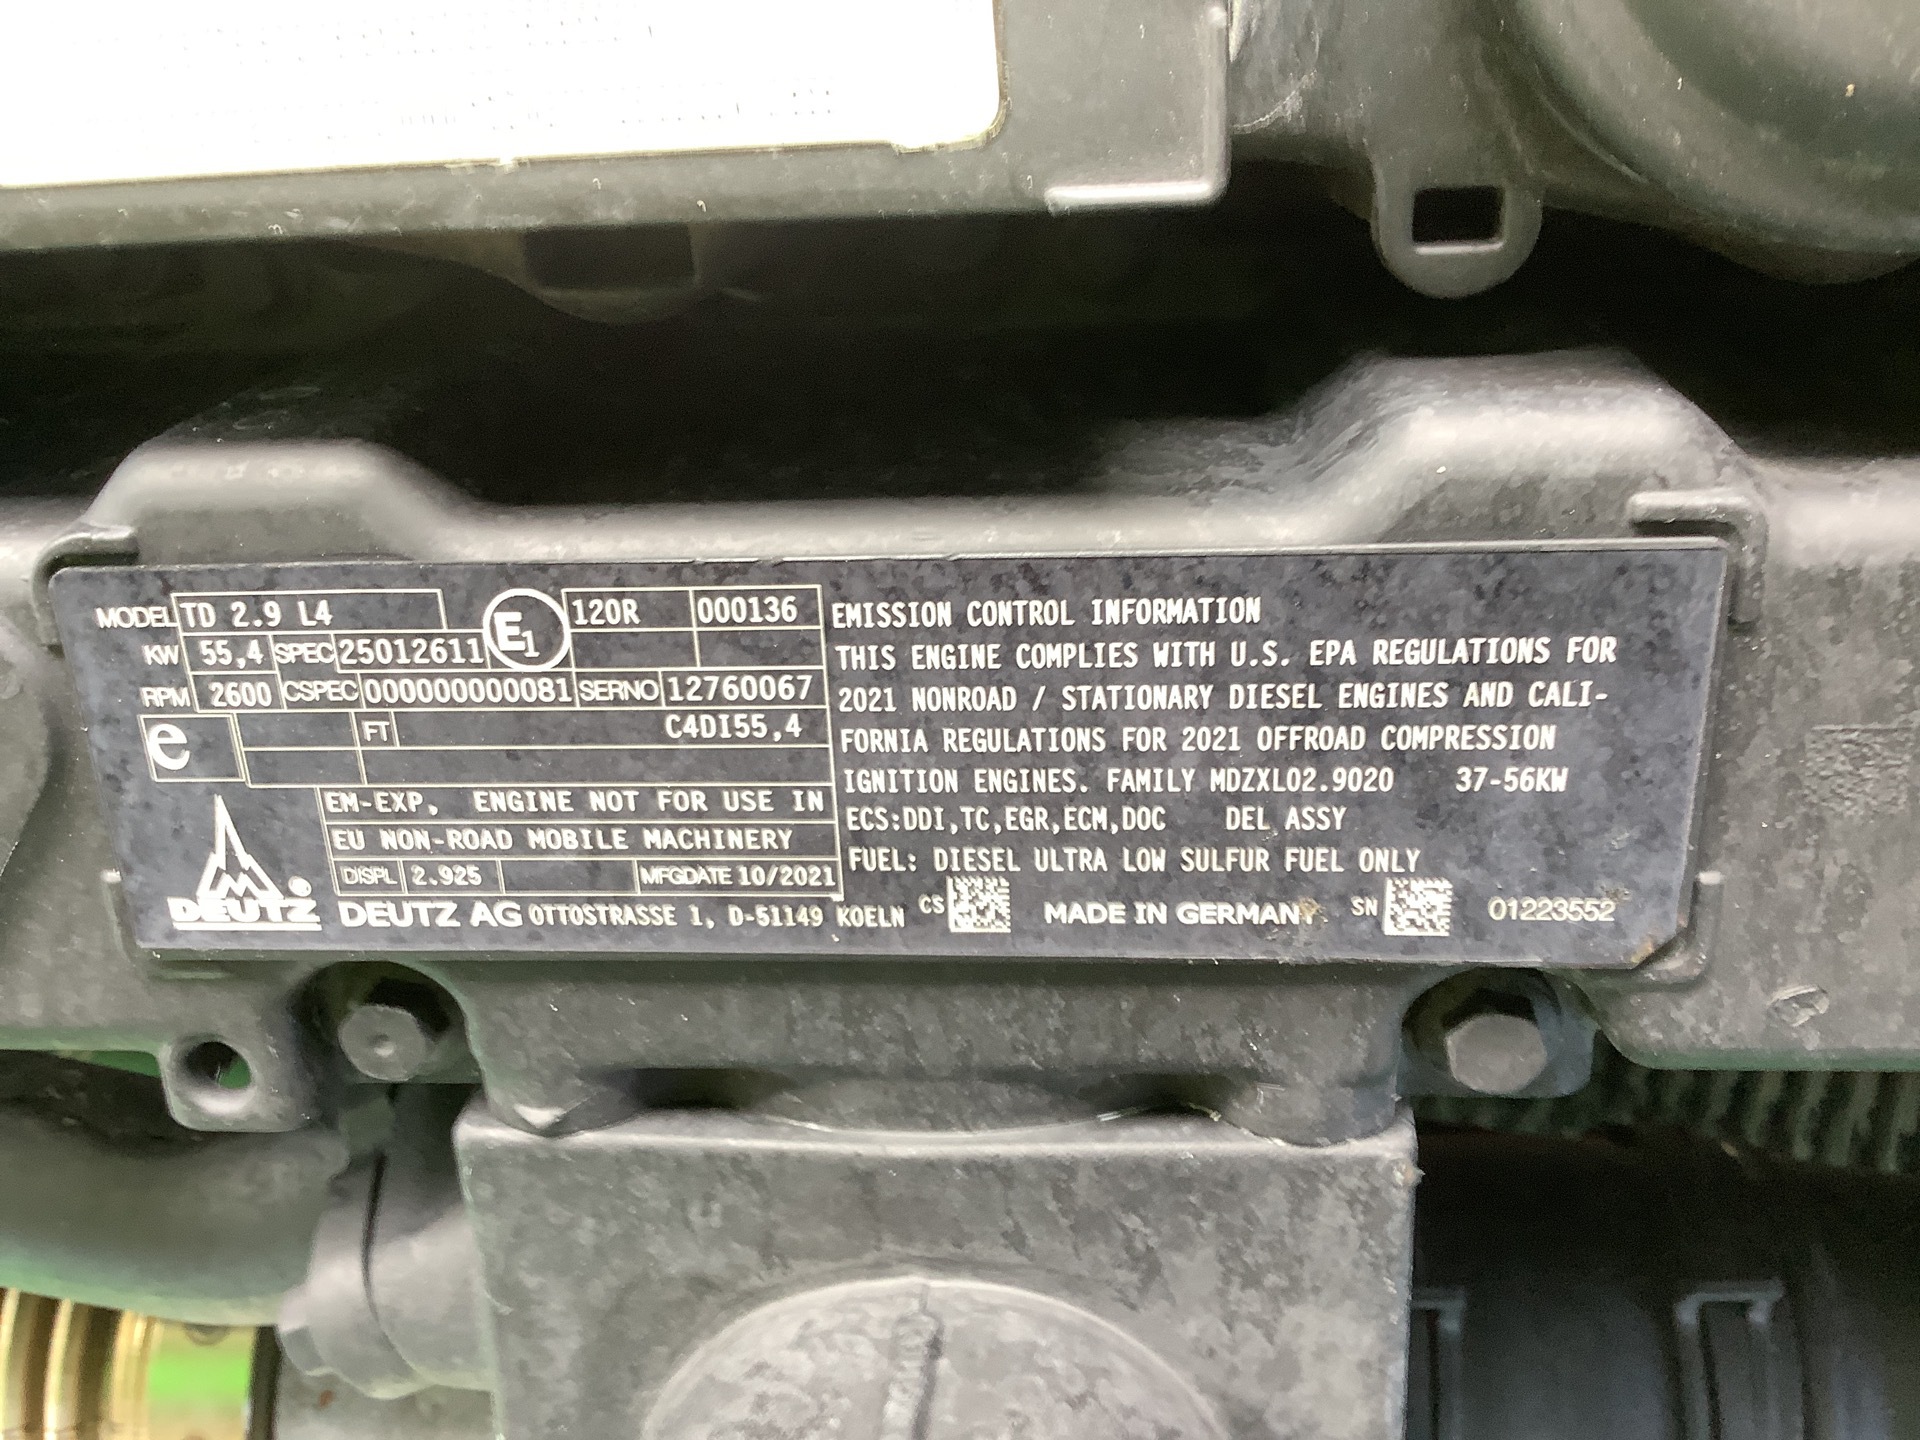 MODEL TD 2.9 L4 E1 120R 000136
KW 55,4 SPEC 25012611
RPM 2600 CSPEC 000000000081 SERNO 12760067
e FT C4DI55,4
EM-EXP, ENGINE NOT FOR USE IN
EU NON-ROAD MOBILE MACHINERY
DISPL 2.925 MFGDATE 10/2021
DEUTZ
DEUTZ AG OTTOSTRASSE 1, D-51149 KOELN
EMISSION CONTROL INFORMATION
THIS ENGINE COMPLIES WITH U.S. EPA REGULATIONS FOR
2021 NONROAD / STATIONARY DIESEL ENGINES AND CALI-
FORNIA REGULATIONS FOR 2021 OFFROAD COMPRESSION
IGNITION ENGINES. FAMILY MDZXL02.9020 37-56KW
ECS:DDI,TC,EGR,ECM,DOC DEL ASSY
FUEL: DIESEL ULTRA LOW SULFUR FUEL ONLY
CS MADE IN GERMANY SN 01223552